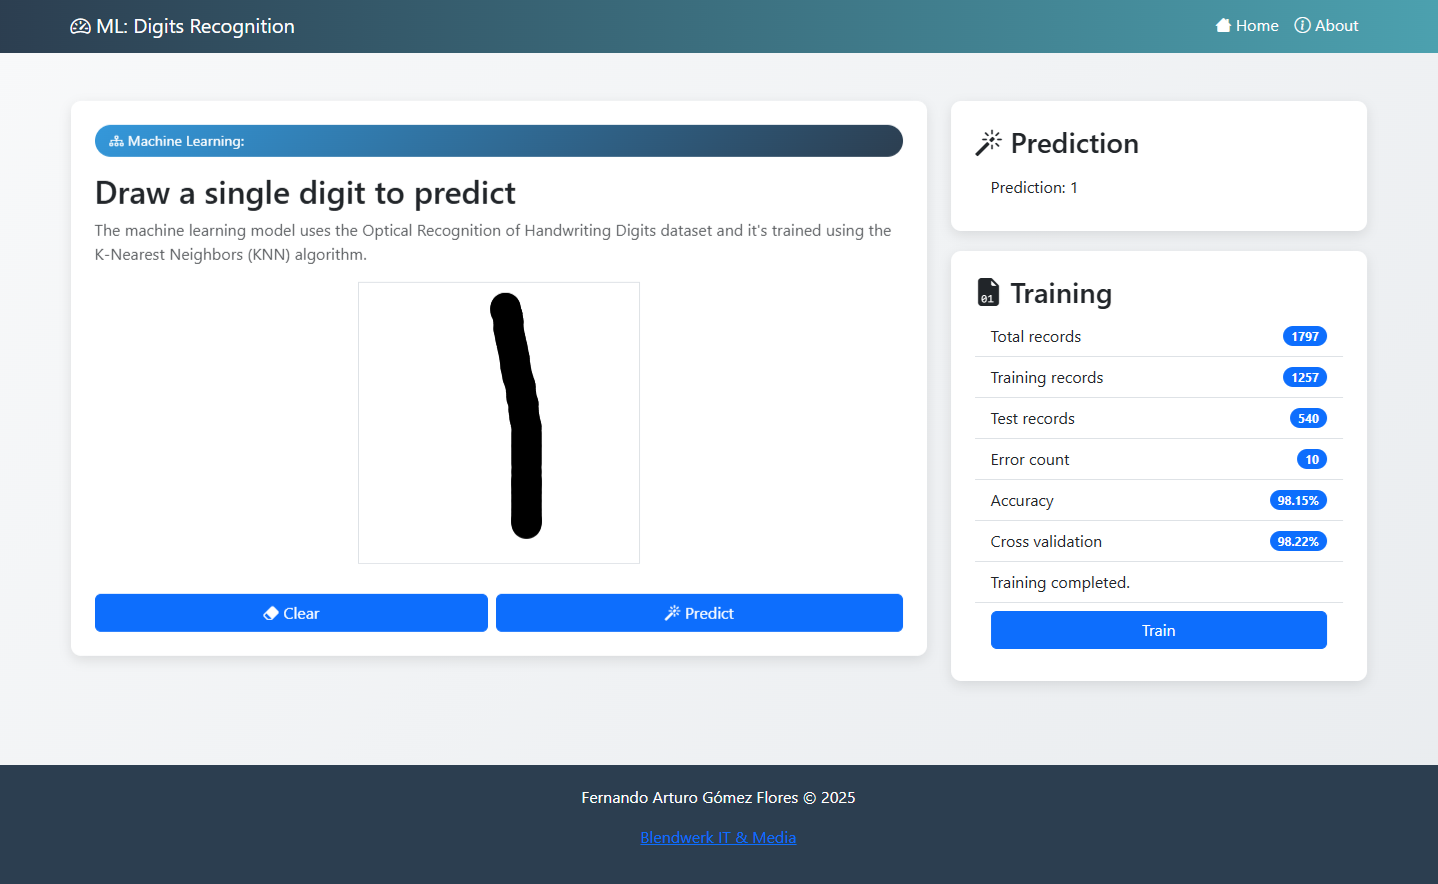 ML: Digits Recognition
Home
About
Machine Learning:
Draw a single digit to predict
The machine learning model uses the Optical Recognition of Handwriting Digits dataset and it's trained using the
K-Nearest Neighbors (KNN) algorithm.
1
Clear
Predict
Prediction
Prediction: 1
01
Training
Total records 1797
Training records 1257
Test records 540
Error count 10
Accuracy 98.15%
Cross validation 98.22%
Training completed.
Train
Fernando Arturo Gómez Flores © 2025
Blendwerk IT & Media